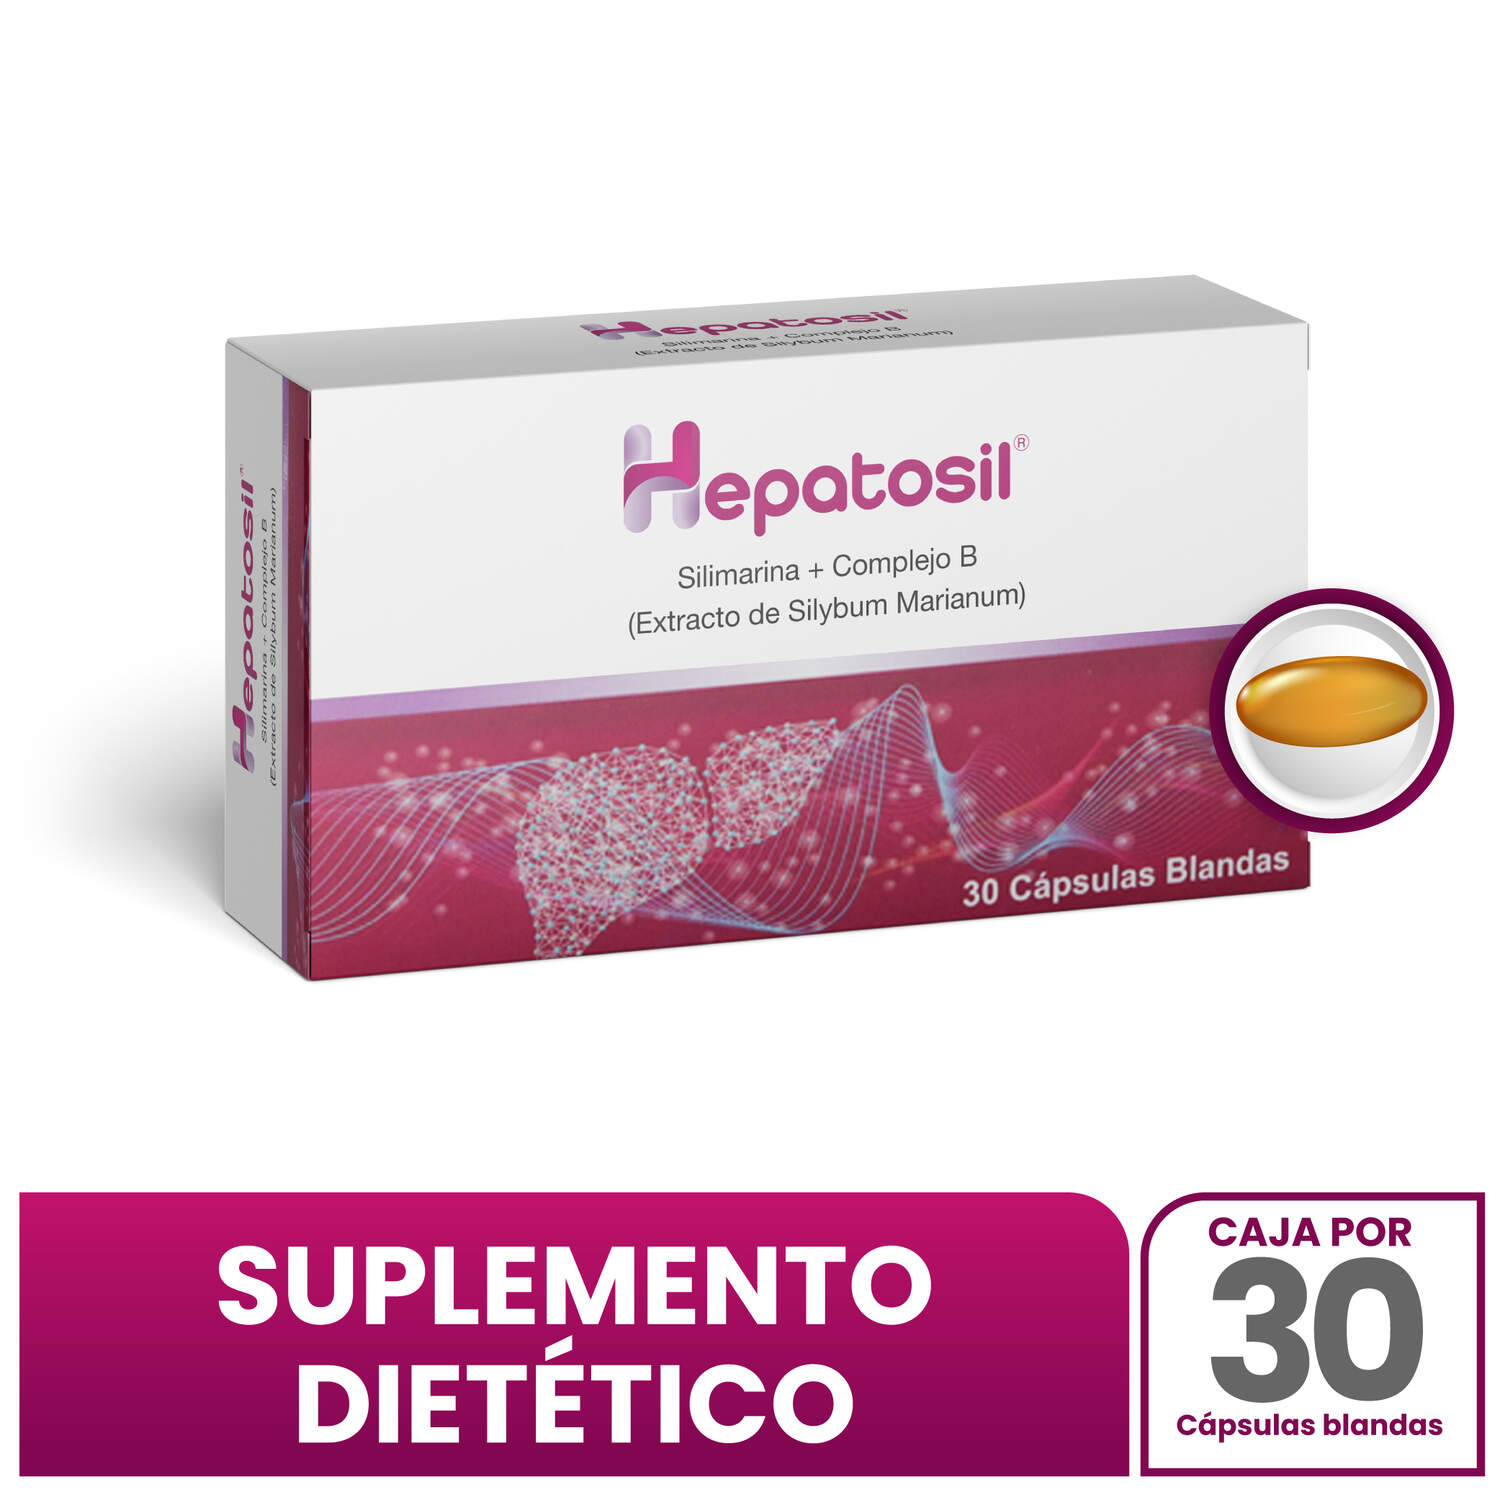 Hepatosil®
Silimarina + Complejo B
(Extracto de Silybum Marianum)
Hepatosil®
Silimarina + Complejo B
(Extracto de Silybum Marianum)
Hepatosil®
Silimarina + Complejo B
(Extracto de Silybum Marianum)
30 Cápsulas Blandas
SUPLEMENTO
DIETÉTICO
CAJA POR
30
Cápsulas blandas